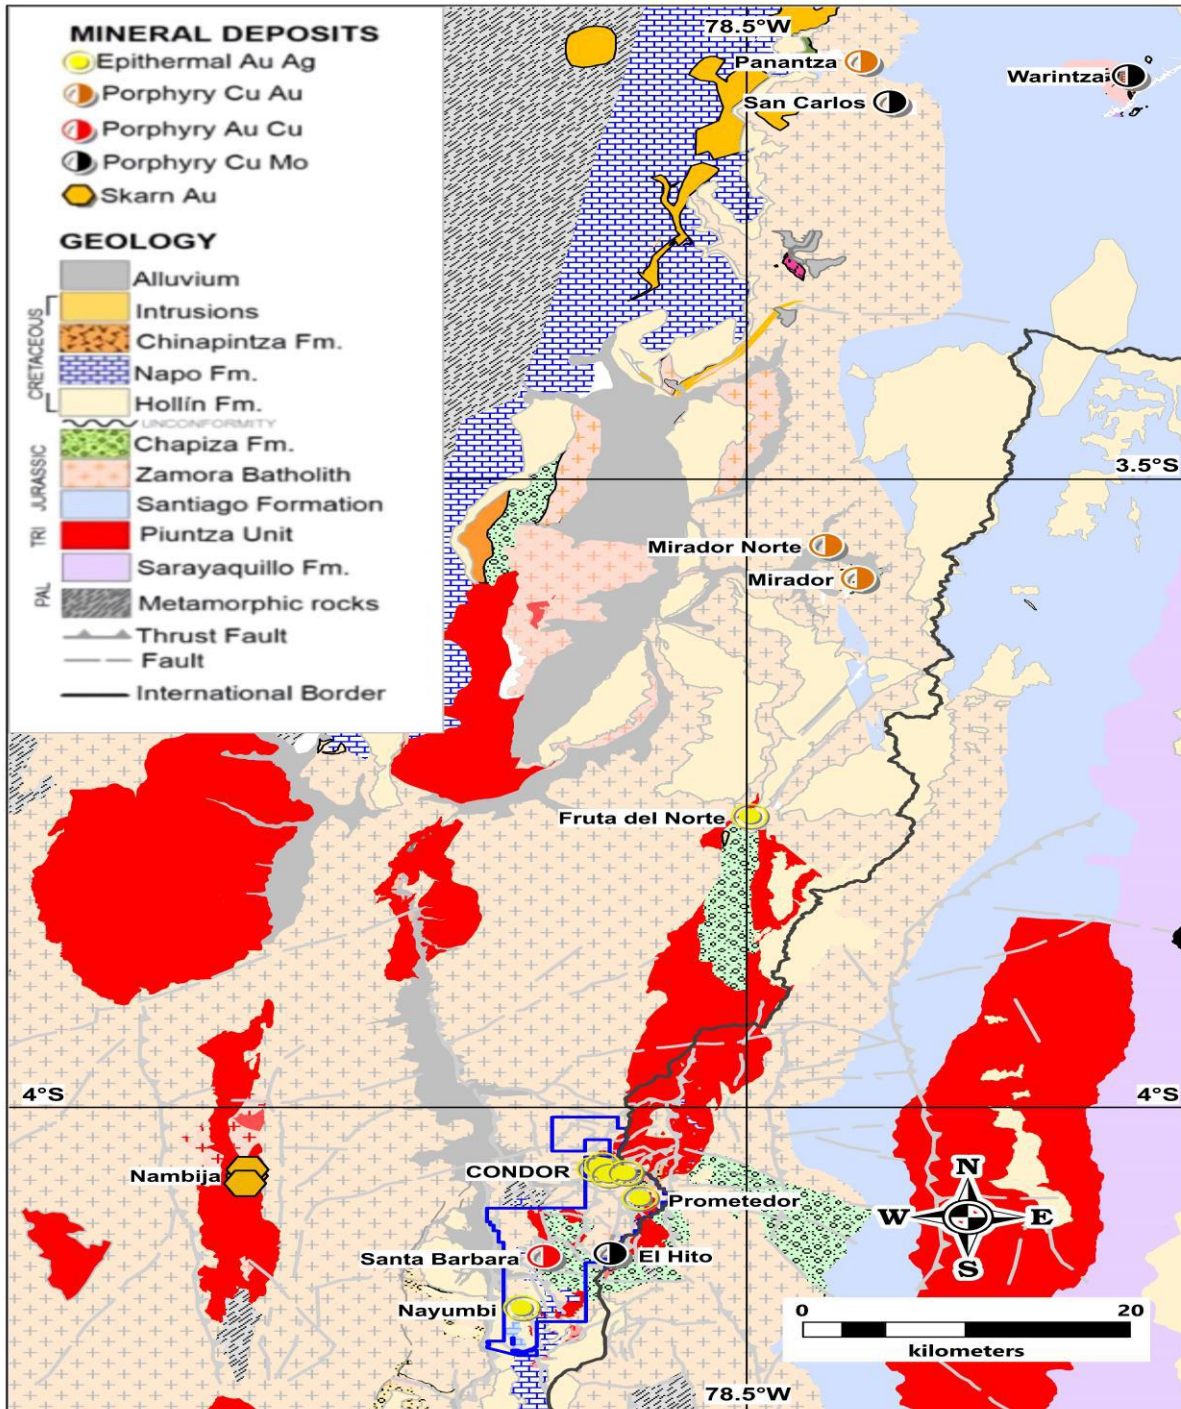 MINERAL DEPOSITS
Epithermal Au Ag
Porphyry Cu Au
Porphyry Au Cu
Porphyry Cu Mo
Skarn Au
GEOLOGY
Alluvium
Intrusions
Chinapintza Fm.
Napo Fm.
Hollín Fm.
UNCONFORMITY
Chapiza Fm.
Zamora Batholith
Santiago Formation
Piuntza Unit
Sarayaquillo Fm.
Metamorphic rocks
Thrust Fault
Fault
International Border
CRETACEOUS
JURASSIC
TRI
PAL
78.5°W
Panantza
Warintza
San Carlos
3.5°S
Mirador Norte
Mirador
Fruta del Norte
4°S
4°S
CONDOR
Nambija
Prometedor
Santa Barbara
El Hito
Nayumbi
N
W
E
S
0
20
kilometers
78.5°W